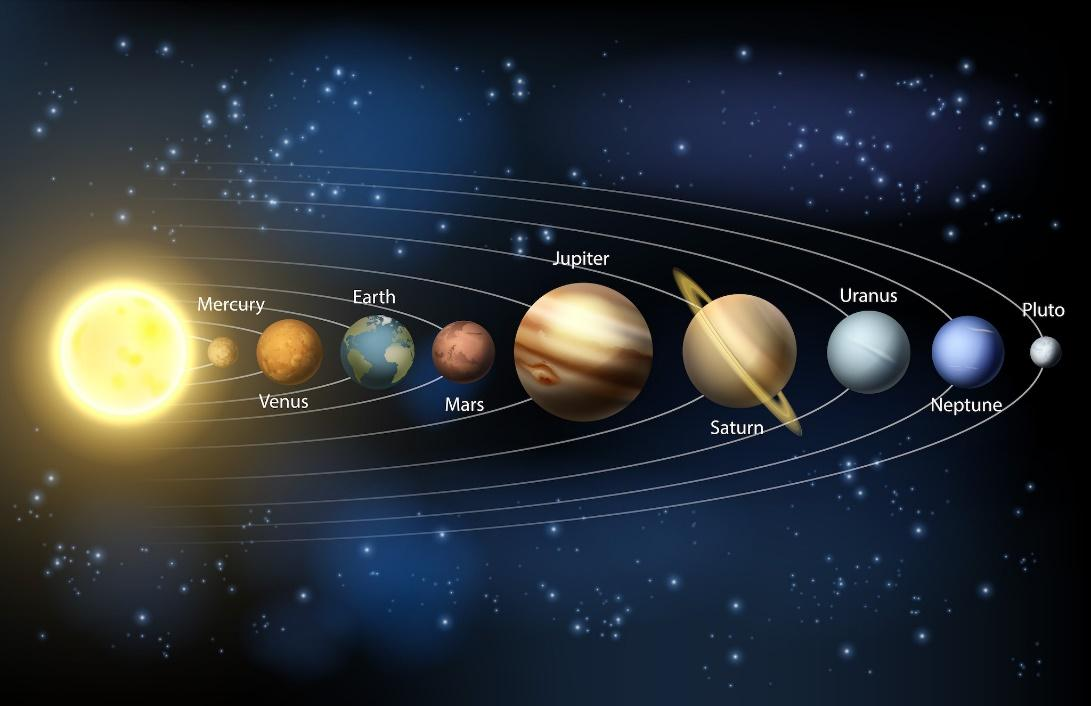 Mercury
Venus
Earth
Mars
Jupiter
Saturn
Uranus
Neptune
Pluto